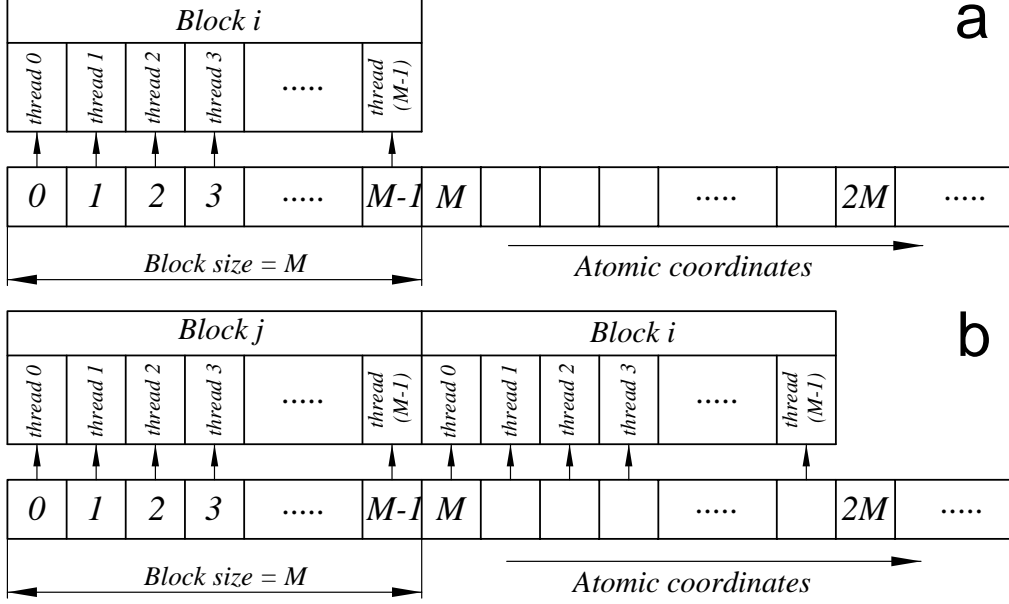 a
Block i
thread 0 thread 1 thread 2 thread 3 ..... thread (M-1)
0 1 2 3 ..... M-1 M ..... 2M .....
Block size = M
Atomic coordinates
b
Block j Block i
thread 0 thread 1 thread 2 thread 3 ..... thread (M-1) thread 0 thread 1 thread 2 thread 3 ..... thread (M-1)
0 1 2 3 ..... M-1 M ..... 2M .....
Block size = M
Atomic coordinates